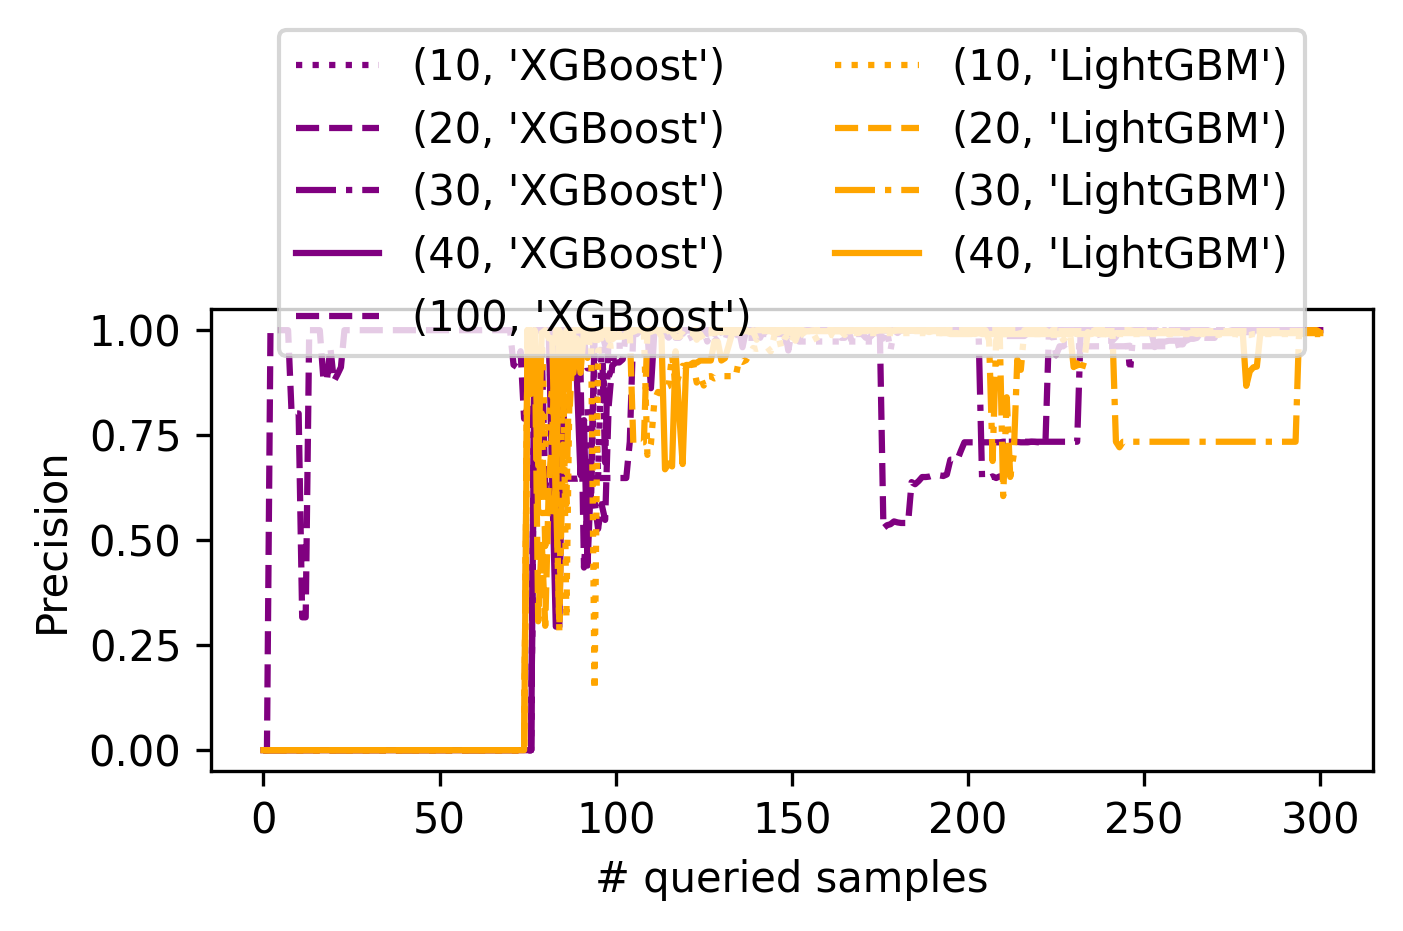 (10, 'XGBoost')
(20, 'XGBoost')
(30, 'XGBoost')
(40, 'XGBoost')
(100, 'XGBoost')
(10, 'LightGBM')
(20, 'LightGBM')
(30, 'LightGBM')
(40, 'LightGBM')
1.00
0.75
0.50
0.25
0.00
Precision
0 50 100 150 200 250 300
# queried samples